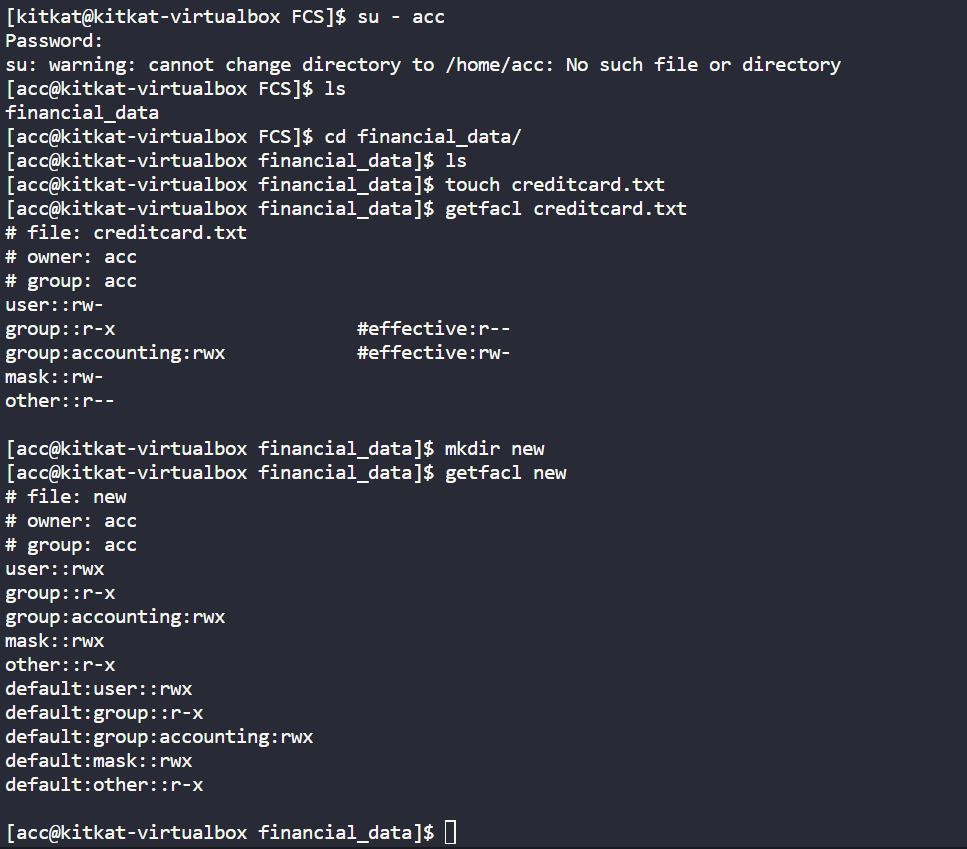 [kitkat@kitkat-virtualbox FCS]$ su - acc
Password:
su: warning: cannot change directory to /home/acc: No such file or directory
[acc@kitkat-virtualbox FCS]$ ls
financial_data
[acc@kitkat-virtualbox FCS]$ cd financial_data/
[acc@kitkat-virtualbox financial_data]$ ls
[acc@kitkat-virtualbox financial_data]$ touch creditcard.txt
[acc@kitkat-virtualbox financial_data]$ getfacl creditcard.txt
# file: creditcard.txt
# owner: acc
# group: acc
user::rw-
group::r-x                      #effective:r--
group:accounting:rwx            #effective:rw-
mask::rw-
other::r--

[acc@kitkat-virtualbox financial_data]$ mkdir new
[acc@kitkat-virtualbox financial_data]$ getfacl new
# file: new
# owner: acc
# group: acc
user::rwx
group::r-x
group:accounting:rwx
mask::rwx
other::r-x
default:user::rwx
default:group::r-x
default:group:accounting:rwx
default:mask::rwx
default:other::r-x

[acc@kitkat-virtualbox financial_data]$